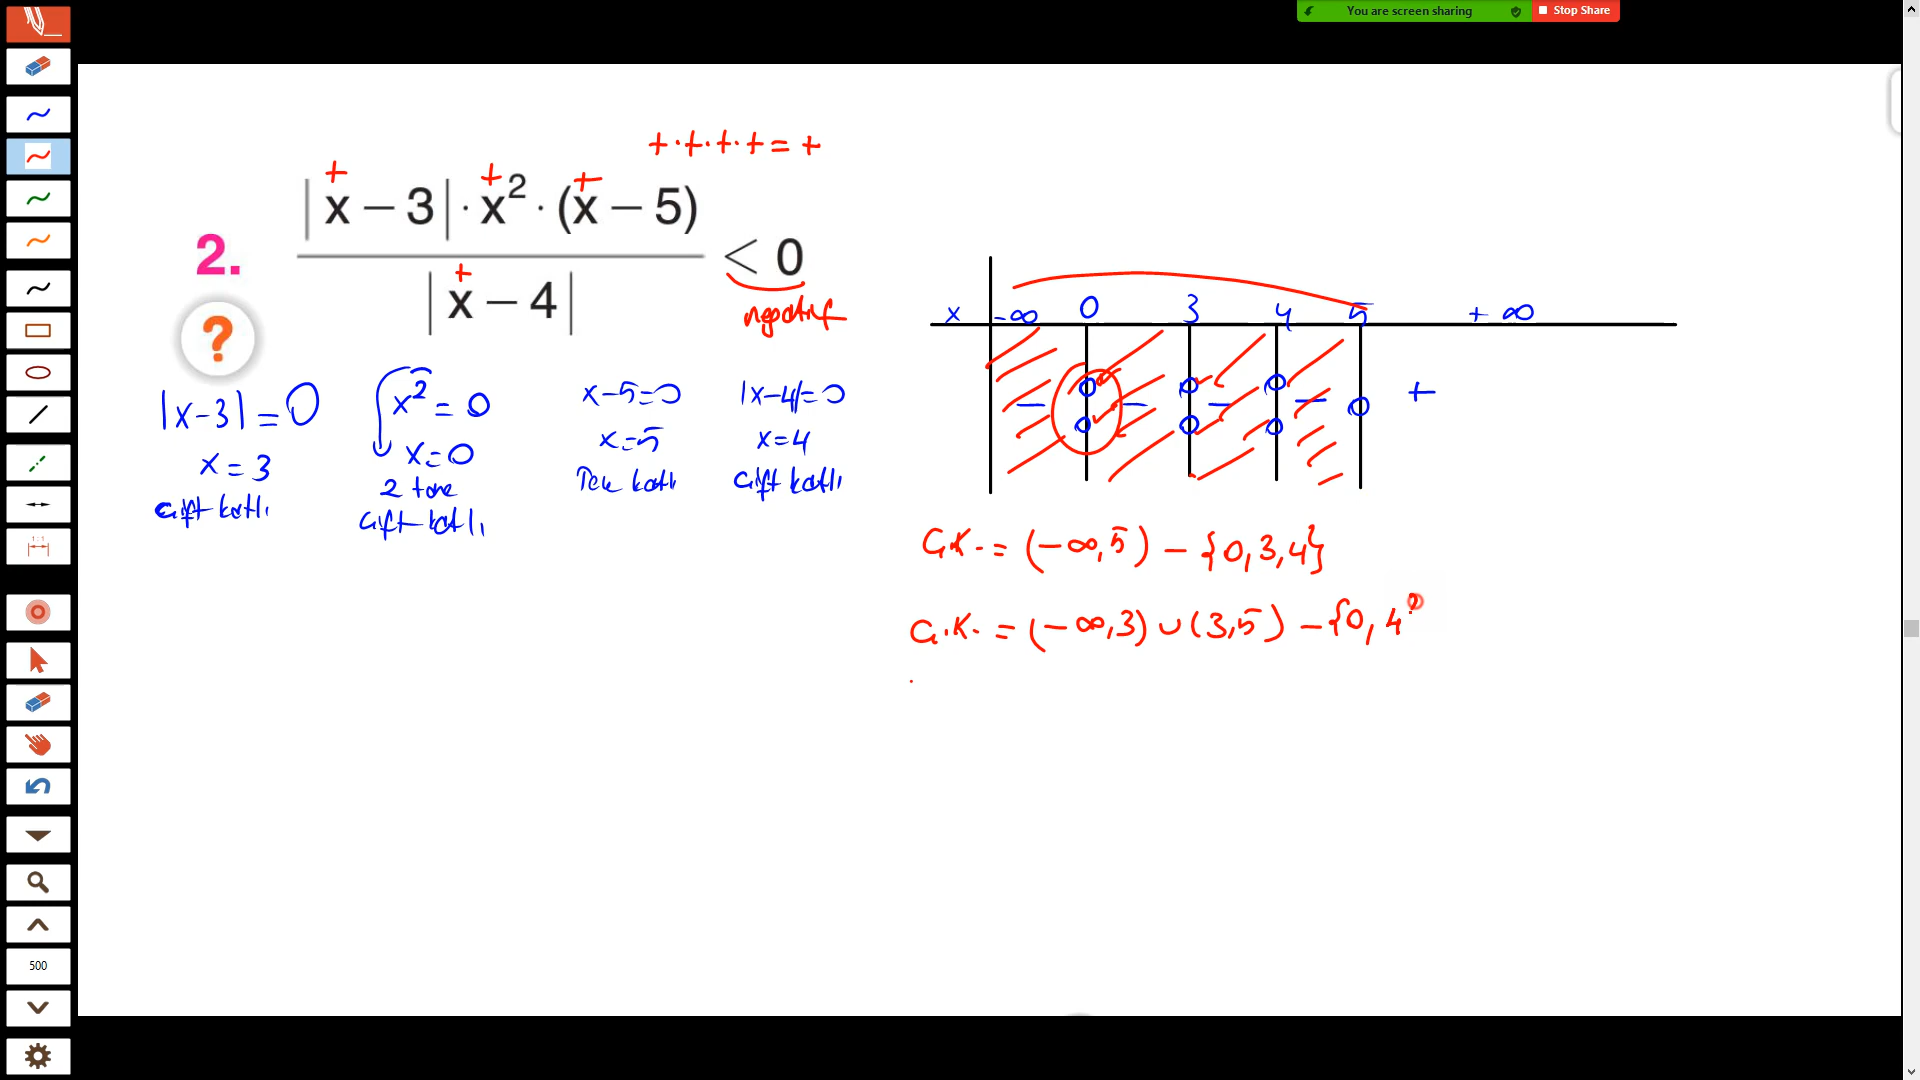 You are screen sharing Stop Share
+·+·+·+=+
+ + +
|x-3|·x²·(x-5)
2. < 0
+
|x-4|
negatif
?
|x-3|=0
x=3
Çift katlı
x²=0
x=0
2 tane
Çift katlı
x-5=0
x=5
Tek katlı
|x-4|=0
x=4
Çift katlı
x -∞ 0 3 4 5 +∞
- - - - +
Ç.K.=(-∞,5)-{0,3,4}
Ç.K.=(-∞,3)∪(3,5)-{0,4
1:1
500